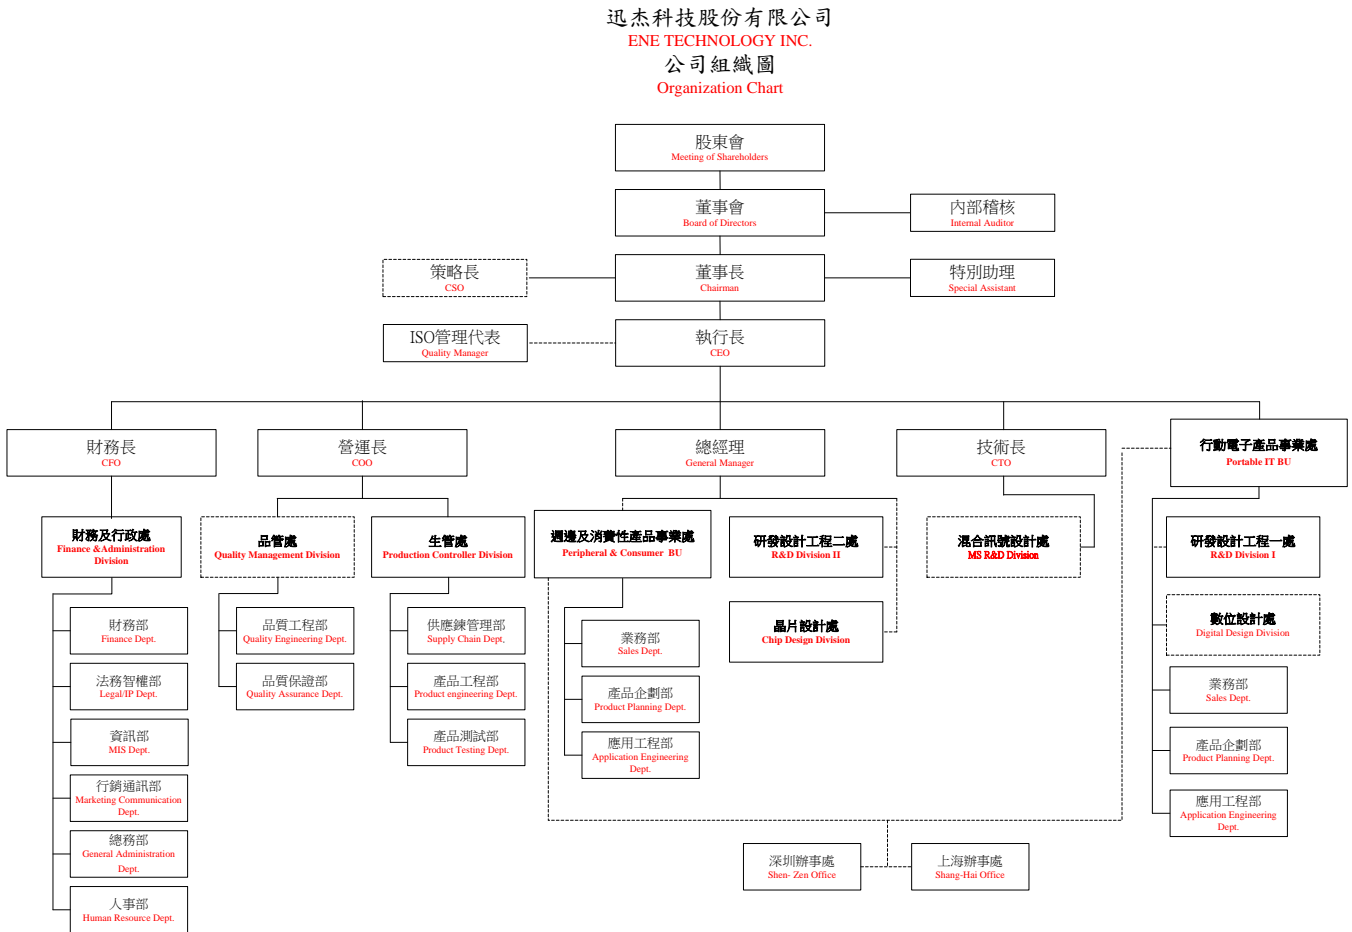 迅杰科技股份有限公司
ENE TECHNOLOGY INC.
公司組織圖
Organization Chart
股東會
Meeting of Shareholders
董事會
Board of Directors
內部稽核
Internal Auditor
策略長
CSO
董事長
Chairman
特別助理
Special Assistant
ISO管理代表
Quality Manager
執行長
CEO
財務長
CFO
營運長
COO
總經理
General Manager
技術長
CTO
行動電子產品事業處
Portable IT BU
財務及行政處
Finance &Administration
Division
品管處
Quality Management Division
生管處
Production Controller Division
週邊及消費性產品事業處
Peripheral & Consumer BU
研發設計工程二處
R&D Division II
混合訊號設計處
MS R&D Division
研發設計工程一處
R&D Division I
財務部
Finance Dept.
法務智權部
Legal/IP Dept.
資訊部
MIS Dept.
行銷通訊部
Marketing Communication
Dept.
總務部
General Administration
Dept.
人事部
Human Resource Dept.
品質工程部
Quality Engineering Dept.
品質保證部
Quality Assurance Dept.
供應鍊管理部
Supply Chain Dept,
產品工程部
Product engineering Dept.
產品測試部
Product Testing Dept.
業務部
Sales Dept.
產品企劃部
Product Planning Dept.
應用工程部
Application Engineering
Dept.
晶片設計處
Chip Design Division
數位設計處
Digital Design Division
業務部
Sales Dept.
產品企劃部
Product Planning Dept.
應用工程部
Application Engineering
Dept.
深圳辦事處
Shen- Zen Office
上海辦事處
Shang-Hai Office